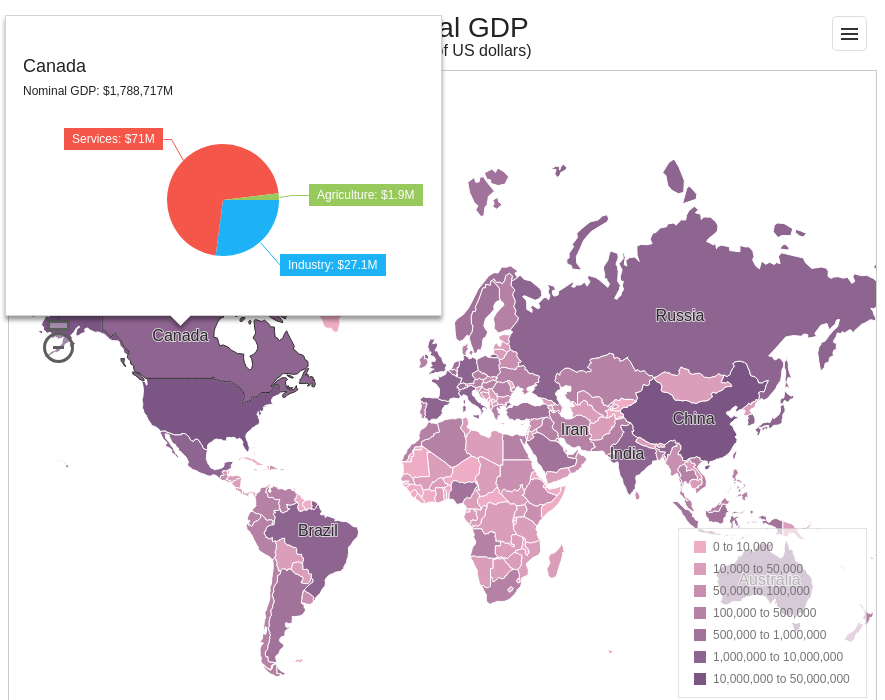 al GDP
of US dollars)
Canada
Nominal GDP: $1,788,717M
Services: $71M
Agriculture: $1.9M
Industry: $27.1M
Canada
Russia
China
Iran
India
Brazil
Australia
0 to 10,000
10,000 to 50,000
50,000 to 100,000
100,000 to 500,000
500,000 to 1,000,000
1,000,000 to 10,000,000
10,000,000 to 50,000,000